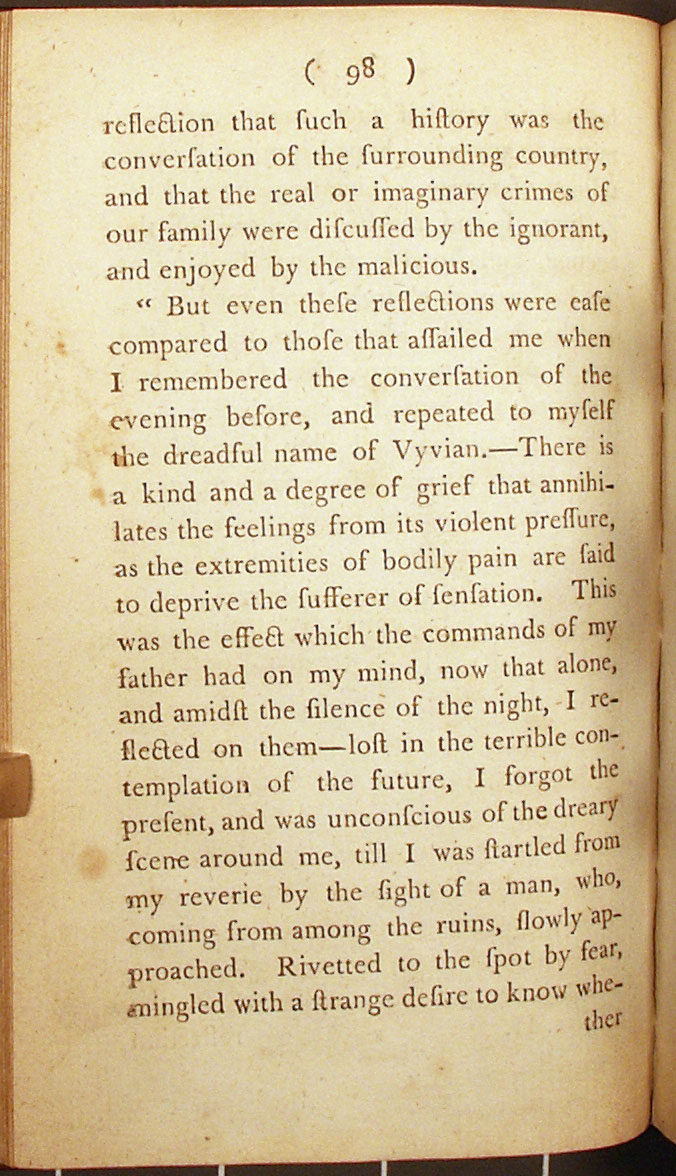 ( 98 )
reflection that ſuch a hiſtory was the
converſation of the ſurrounding country,
and that the real or imaginary crimes of
our family were diſcuſſed by the ignorant,
and enjoyed by the malicious.
“ But even theſe reflections were eaſe
compared to thoſe that aſſailed me when
I remembered the converſation of the
evening before, and repeated to myſelf
the dreadful name of Vyvian.—There is
a kind and a degree of grief that annihi-
lates the feelings from its violent preſſure,
as the extremities of bodily pain are ſaid
to deprive the ſufferer of ſenſation. This
was the effect which the commands of my
father had on my mind, now that alone,
and amidſt the ſilence of the night, I re-
flected on them—loſt in the terrible con-
templation of the future, I forgot the
preſent, and was unconſcious of the dreary
ſcene around me, till I was ſtartled from
my reverie by the ſight of a man, who,
coming from among the ruins, ſlowly ap-
proached. Rivetted to the ſpot by fear,
mingled with a ſtrange deſire to know whe-
ther